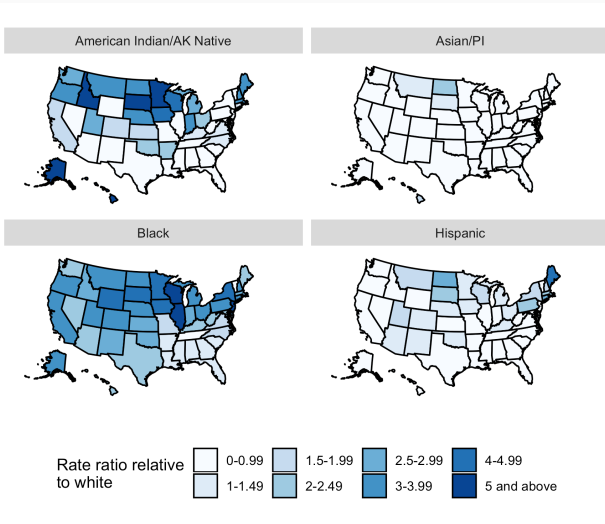 American Indian/AK Native
Asian/PI
Black
Hispanic
Rate ratio relative
to white
0-0.99
1.5-1.99
2.5-2.99
4-4.99
1-1.49
2-2.49
3-3.99
5 and above